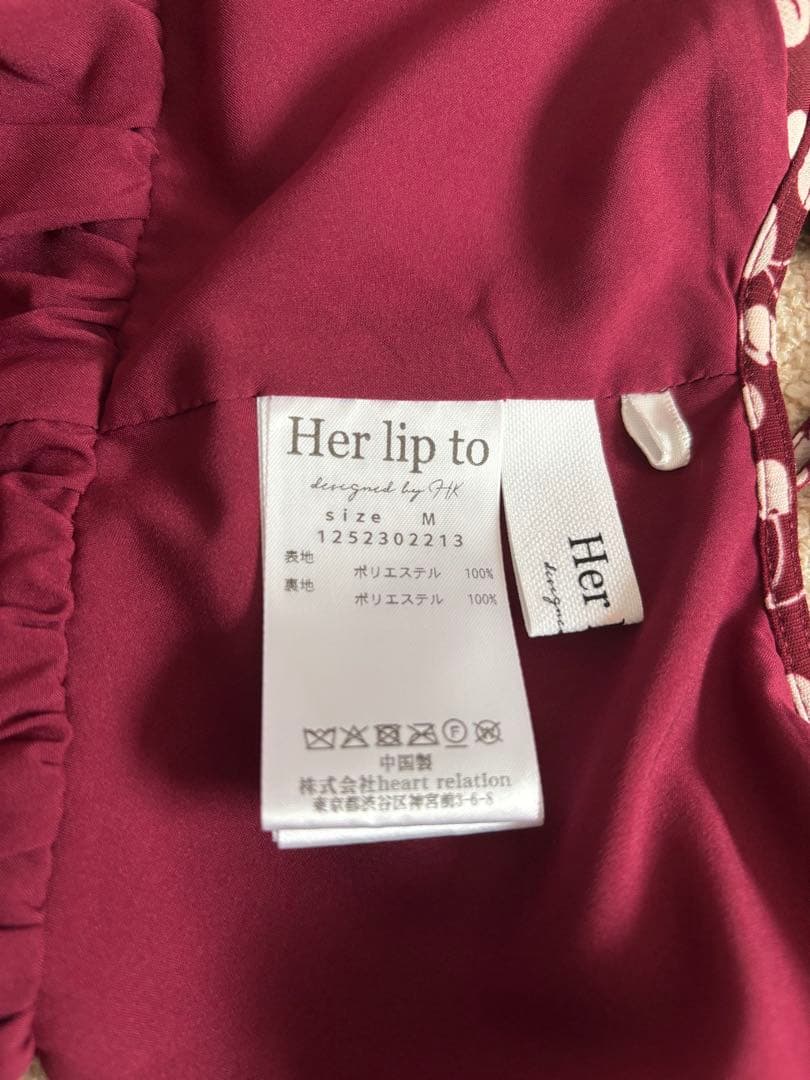 Her lip to
designed by HK
size M
1252302213
表地 ポリエステル 100%
裏地 ポリエステル 100%
中国製
株式会社heart relation
東京都渋谷区神宮前3-6-8
Her
designe